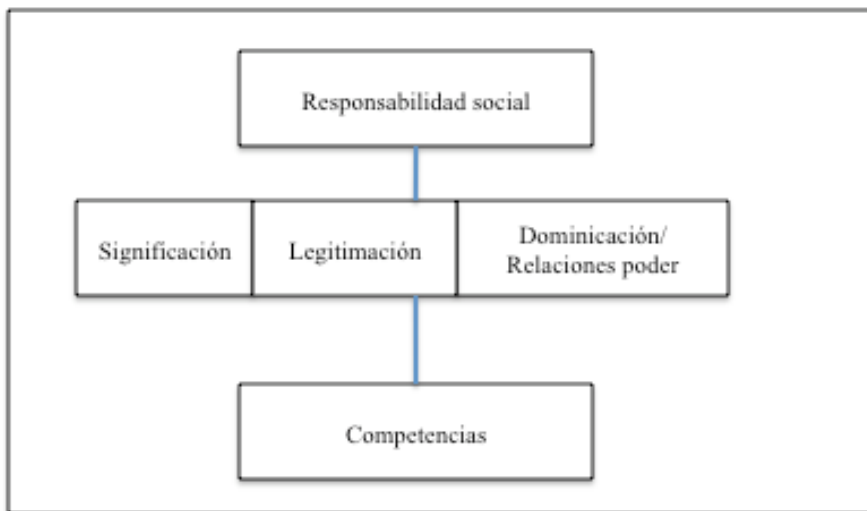 Responsabilidad social
Significación
Legitimación
Dominicación/
Relaciones poder
Competencias